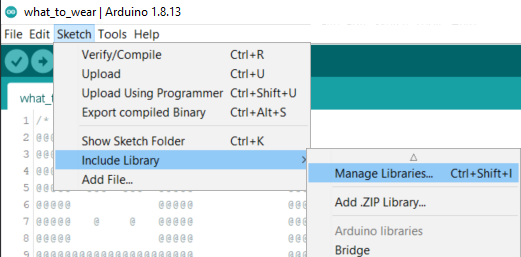 what_to_wear | Arduino 1.8.13
File Edit Sketch Tools Help
Verify/Compile Ctrl+R
Upload Ctrl+U
Upload Using Programmer Ctrl+Shift+U
Export compiled Binary Ctrl+Alt+S
Show Sketch Folder Ctrl+K
Include Library
Add File...
Manage Libraries... Ctrl+Shift+I
Add .ZIP Library...
Arduino libraries
Bridge
1 /*
2 @@
3 @@
4 @@
5 @@
6 @@@@@ @@@@@
7 @@@@@ @ @ @@@@@
8 @@@@@ @@@@@
9 @@@@@@@@@@@@@@@@@@ @@@@@